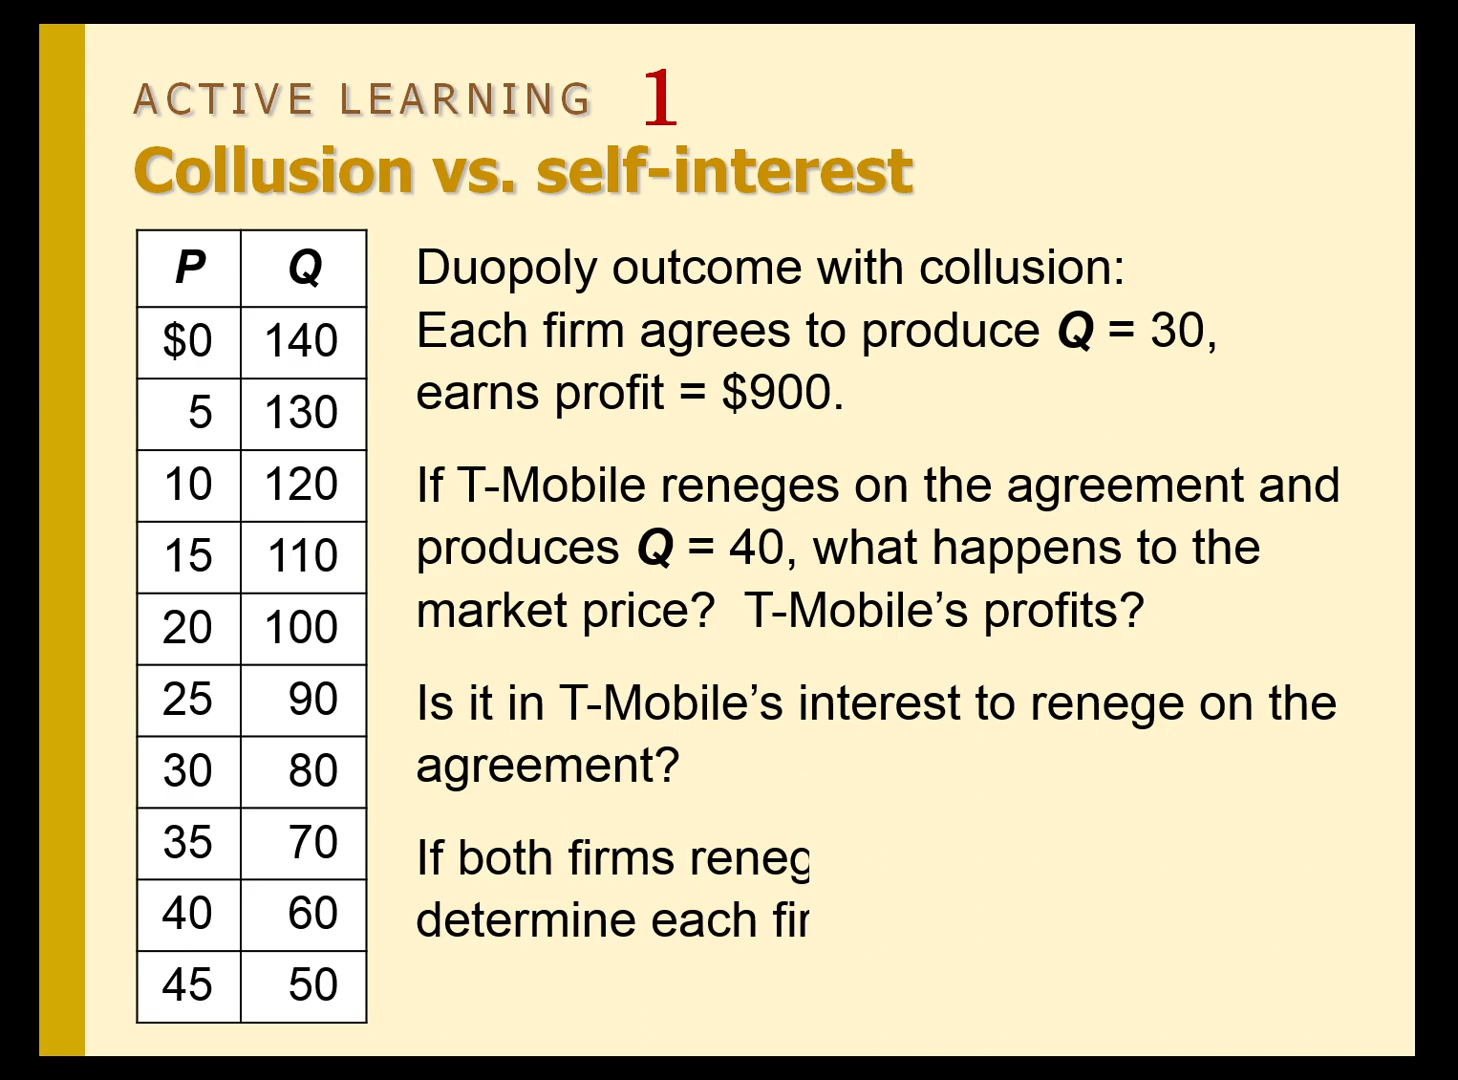 ACTIVE LEARNING 1
Collusion vs. self-interest
P Q
$0 140
5 130
10 120
15 110
20 100
25 90
30 80
35 70
40 60
45 50
Duopoly outcome with collusion:
Each firm agrees to produce Q = 30,
earns profit = $900.
If T-Mobile reneges on the agreement and
produces Q = 40, what happens to the
market price? T-Mobile’s profits?
Is it in T-Mobile’s interest to renege on the
agreement?
If both firms reneg
determine each fir